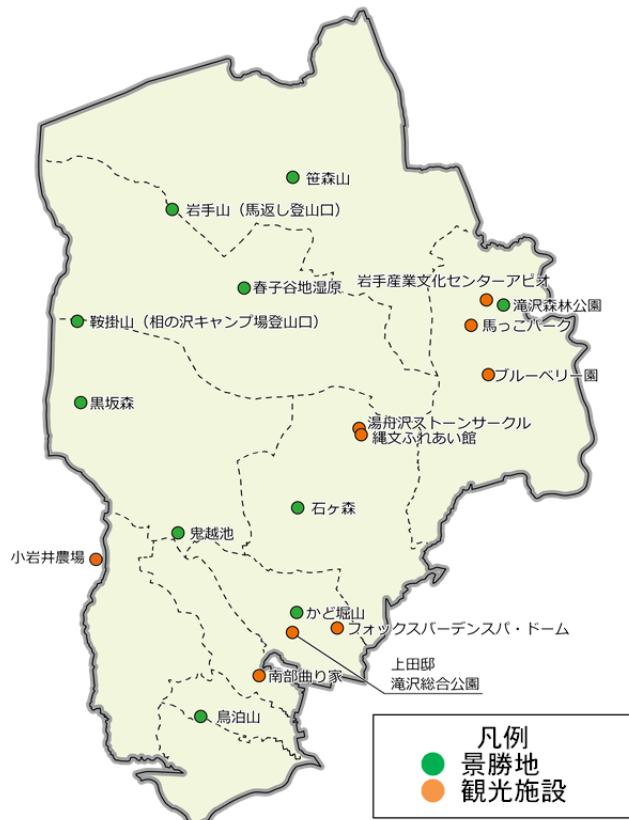 笹森山
岩手山（馬返し登山口）
岩手産業文化センターアピオ
春子谷地湿原
滝沢森林公園
鞍掛山（相の沢キャンプ場登山口）
馬っこパーク
ブルーベリー園
黒坂森
湯舟沢ストーンサークル
縄文ふれあい館
石ヶ森
鬼越池
小岩井農場
かど堀山
フォックスバーデンスパ・ドーム
上田邸
滝沢総合公園
南部曲り家
鳥泊山
凡例
景勝地
観光施設